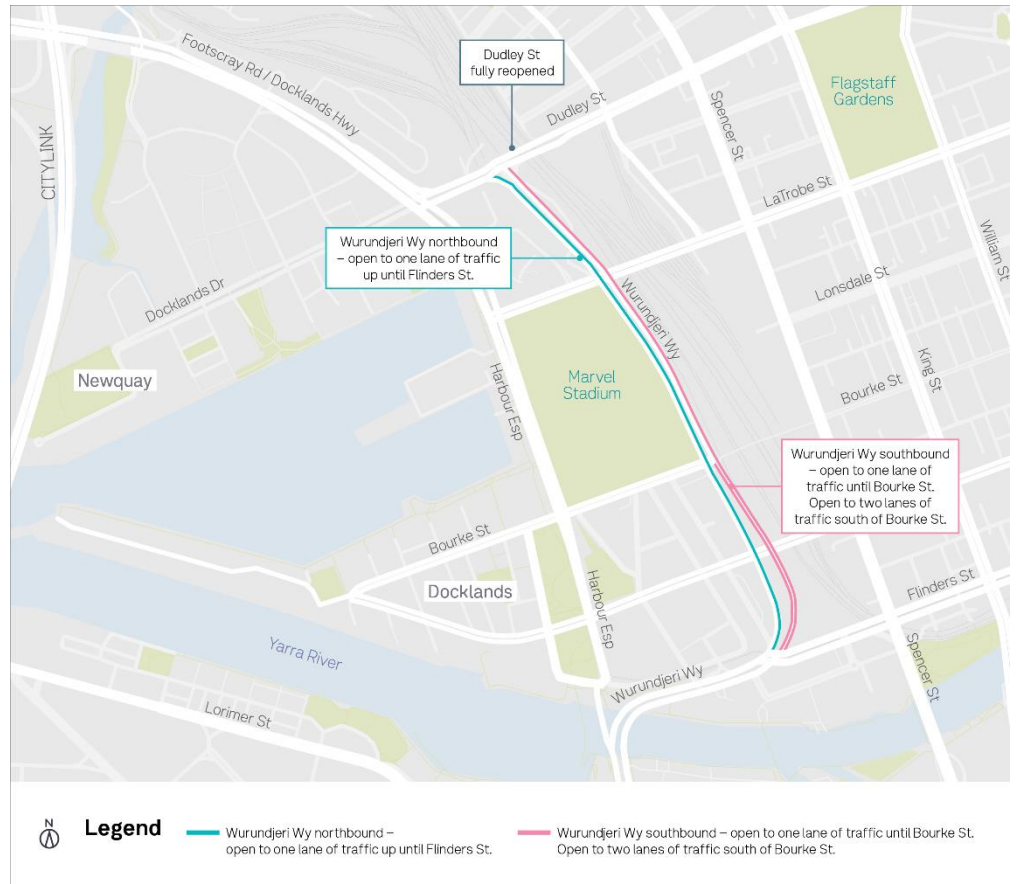 Footscray Rd / Docklands Hwy
Dudley St
fully reopened
Flagstaff
Gardens
Dudley St
Spencer St
CITYLINK
LaTrobe St
William St
Wurundjeri Wy northbound
– open to one lane of traffic
up until Flinders St.
Lonsdale St
Docklands Dr
Wurundjeri Wy
King St
Newquay
Harbour Esp
Marvel
Stadium
Bourke St
Wurundjeri Wy southbound
– open to one lane of
traffic until Bourke St.
Open to two lanes of
traffic south of Bourke St.
Bourke St
Docklands
Harbour Esp
Flinders St
Yarra River
Wurundjeri Wy
Spencer St
Lorimer St
N
Legend
Wurundjeri Wy northbound –
open to one lane of traffic up until Flinders St.
Wurundjeri Wy southbound – open to one lane of traffic until Bourke St.
Open to two lanes of traffic south of Bourke St.